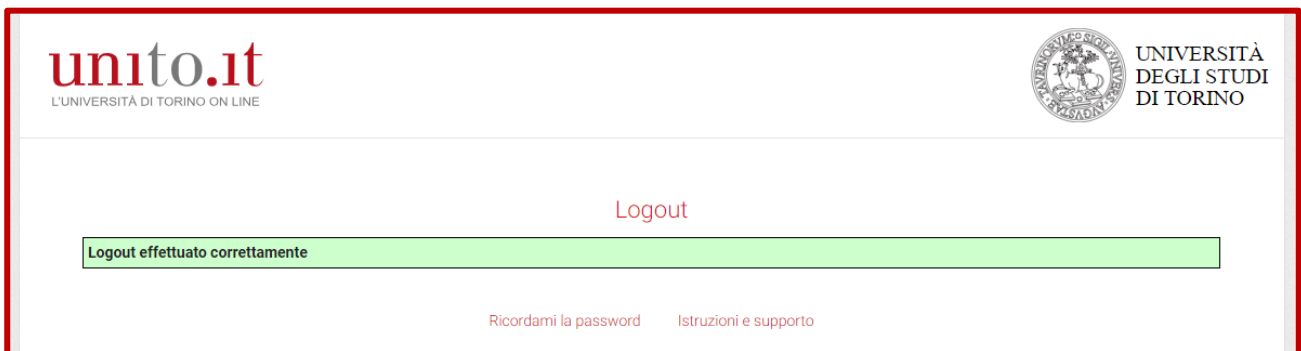 unito.it
L'UNIVERSITÀ DI TORINO ON LINE
UNIVERSITÀ
DEGLI STUDI
DI TORINO
Logout
Logout effettuato correttamente
Ricordami la password Istruzioni e supporto